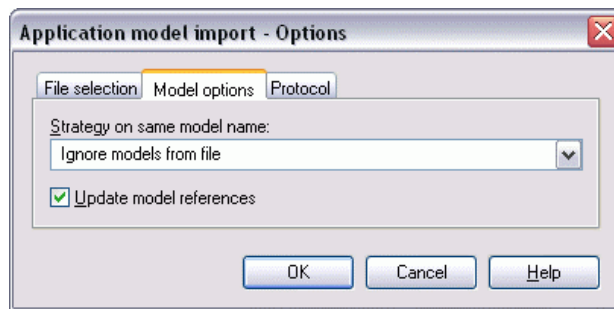 Application model import - Options
File selection Model options Protocol
Strategy on same model name:
Ignore models from file
Update model references
OK Cancel Help